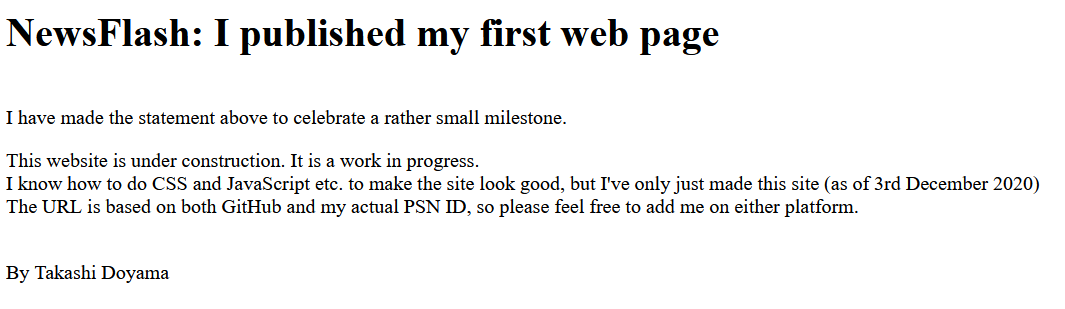 NewsFlash: I published my first web page
I have made the statement above to celebrate a rather small milestone.
This website is under construction. It is a work in progress.
I know how to do CSS and JavaScript etc. to make the site look good, but I've only just made this site (as of 3rd December 2020)
The URL is based on both GitHub and my actual PSN ID, so please feel free to add me on either platform.
By Takashi Doyama